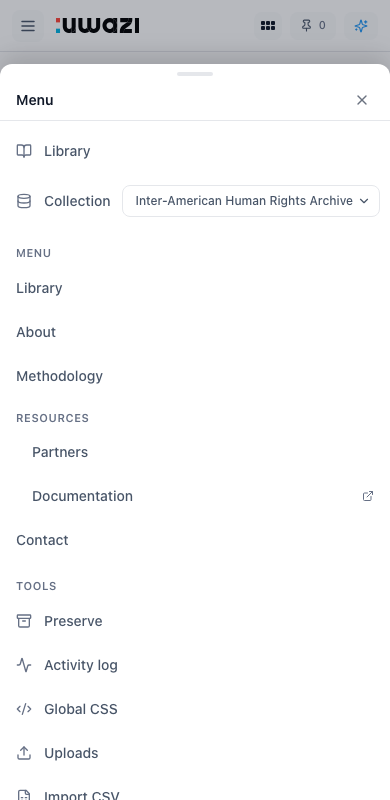 :uwazi
0
Menu
Library
Collection
Inter-American Human Rights Archive
MENU
Library
About
Methodology
RESOURCES
Partners
Documentation
Contact
TOOLS
Preserve
Activity log
Global CSS
Uploads
Import CSV